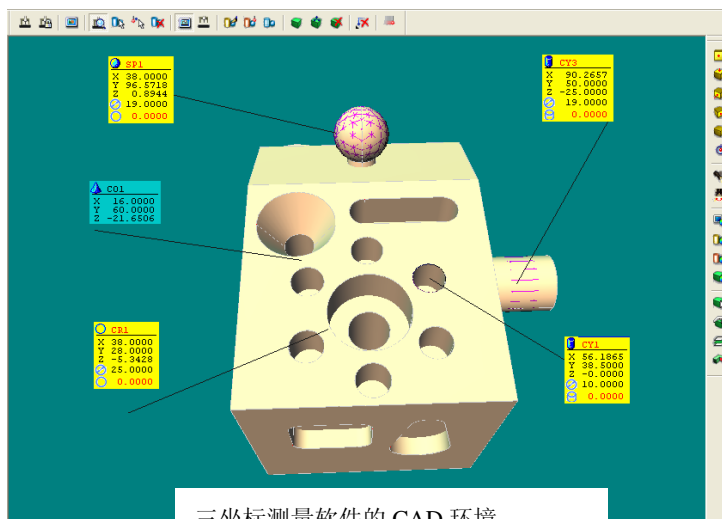 SP1
X 38.0000
Y 96.5718
Z 0.8944
19.0000
0.0000
CY3
X 90.2657
Y 50.0000
Z -25.0000
19.0000
0.0000
CO1
X 16.0000
Y 60.0000
Z -21.6506
CR1
X 38.0000
Y 28.0000
Z -5.3428
25.0000
0.0000
CY1
X 56.1865
Y 38.5000
Z -0.0000
10.0000
0.0000
三坐标测量软件的 CAD 环境